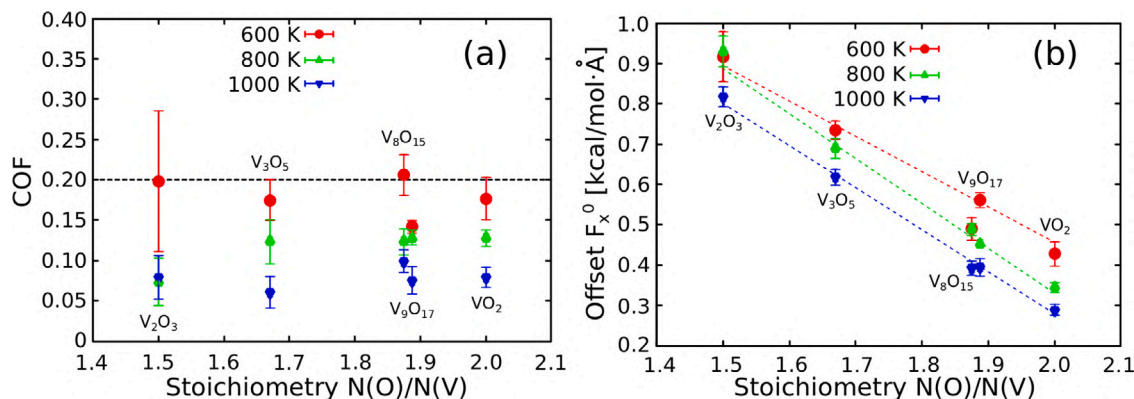 (a)
600 K
800 K
1000 K
0.40
0.35
0.30
0.25
0.20
0.15
0.10
0.05
0
COF
V₈O₁₅
V₃O₅
V₂O₃
V₉O₁₇
VO₂
1.4 1.5 1.6 1.7 1.8 1.9 2.0 2.1
Stoichiometry N(O)/N(V)
(b)
600 K
800 K
1000 K
1.0
0.9
0.8
0.7
0.6
0.5
0.4
0.3
0.2
Offset Fₓ⁰ [kcal/mol·Å]
V₂O₃
V₃O₅
V₉O₁₇
VO₂
V₈O₁₅
1.4 1.5 1.6 1.7 1.8 1.9 2.0 2.1
Stoichiometry N(O)/N(V)